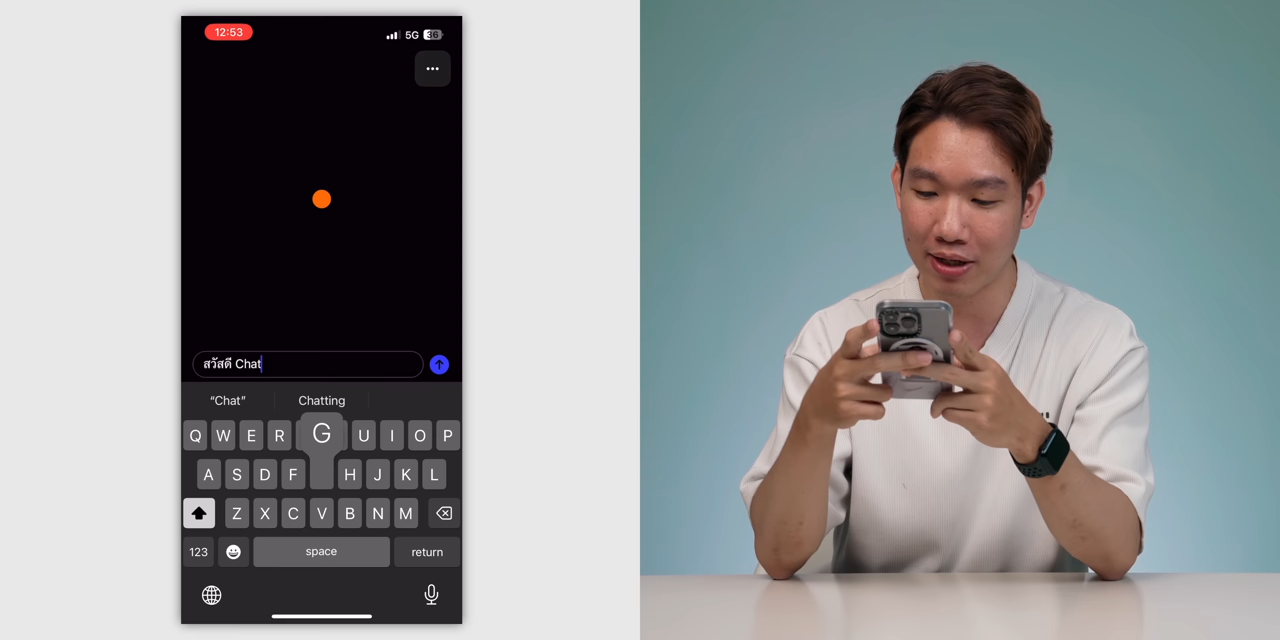 12:53
5G 36
สวัสดี Chat
“Chat” Chatting
Q W E R G U I O P
A S D F H J K L
Z X C V B N M
123 space return